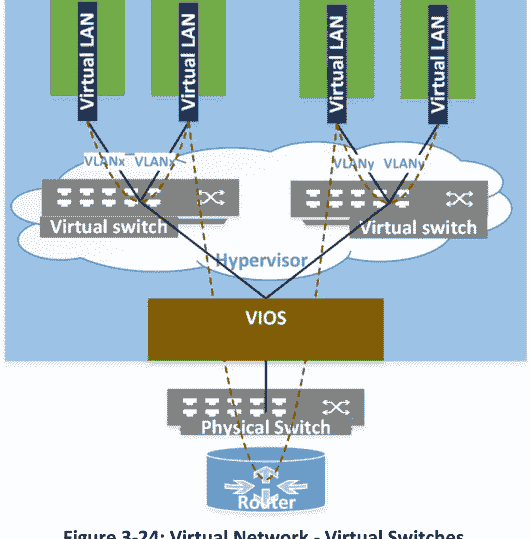 Virtual LAN
Virtual LAN
Virtual LAN
Virtual LAN
VLANx VLANx
VLANy VLANy
Virtual switch
Virtual switch
Hypervisor
VIOS
Physical Switch
Router
Figure 3-24: Virtual Network - Virtual Switches